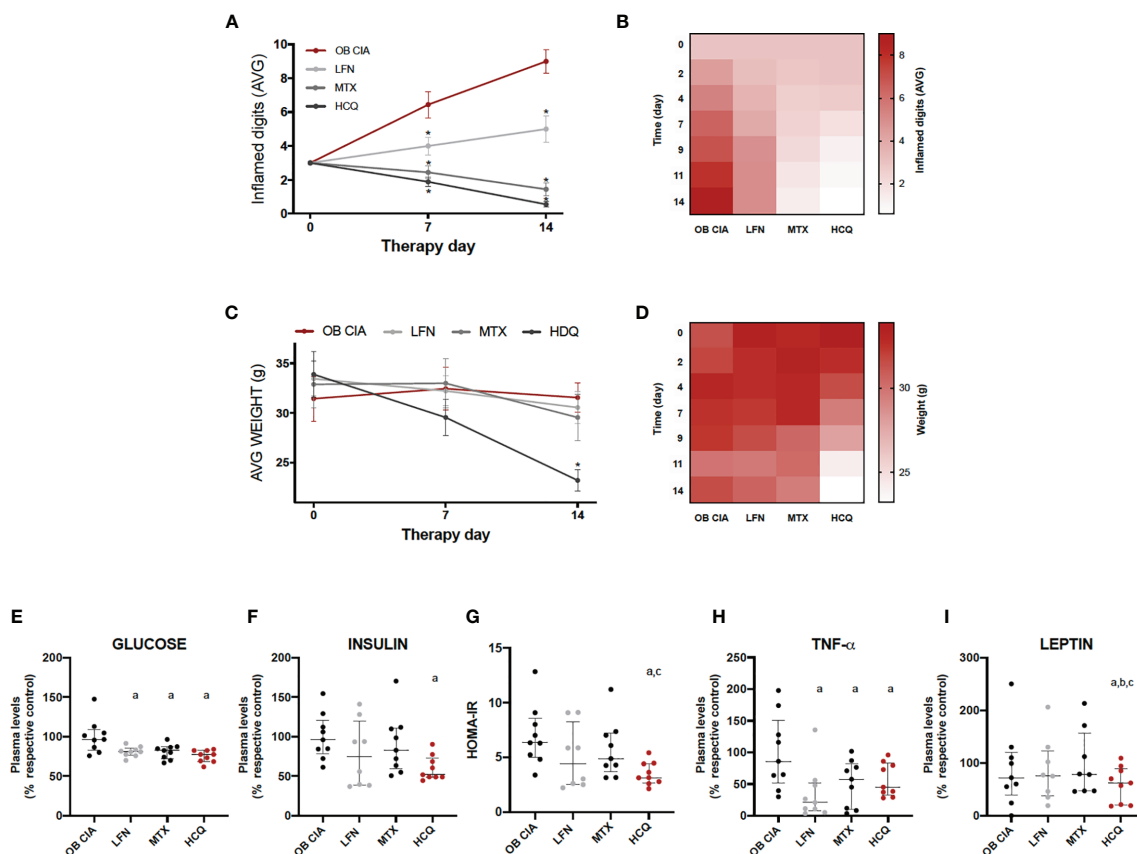 A
Inflamed digits (AVG)
10
8
6
4
2
0
OB CIA
LFN
MTX
HCQ
*
*
*
*
*
*
0
7
14
Therapy day
B
Time (day)
0
2
4
7
9
11
14
OB CIA
LFN
MTX
HCQ
8
6
4
2
Inflamed digits (AVG)
C
OB CIA
LFN
MTX
HDQ
AVG WEIGHT (g)
35
30
25
*
0
7
14
Therapy day
D
Time (day)
0
2
4
7
9
11
14
OB CIA
LFN
MTX
HCQ
30
25
Weight (g)
E
GLUCOSE
Plasma levels
(% respective control)
200
150
100
50
0
a
a
a
OB CIA
LFN
MTX
HCQ
F
INSULIN
Plasma levels
(% respective control)
200
150
100
50
0
a
OB CIA
LFN
MTX
HCQ
G
HOMA-IR
15
10
5
0
a,c
OB CIA
LFN
MTX
HCQ
H
TNF-α
Plasma levels
(% respective control)
250
200
150
100
50
0
a
a
a
OB CIA
LFN
MTX
HCQ
I
LEPTIN
Plasma levels
(% respective control)
300
200
100
0
a,b,c
OB CIA
LFN
MTX
HCQ